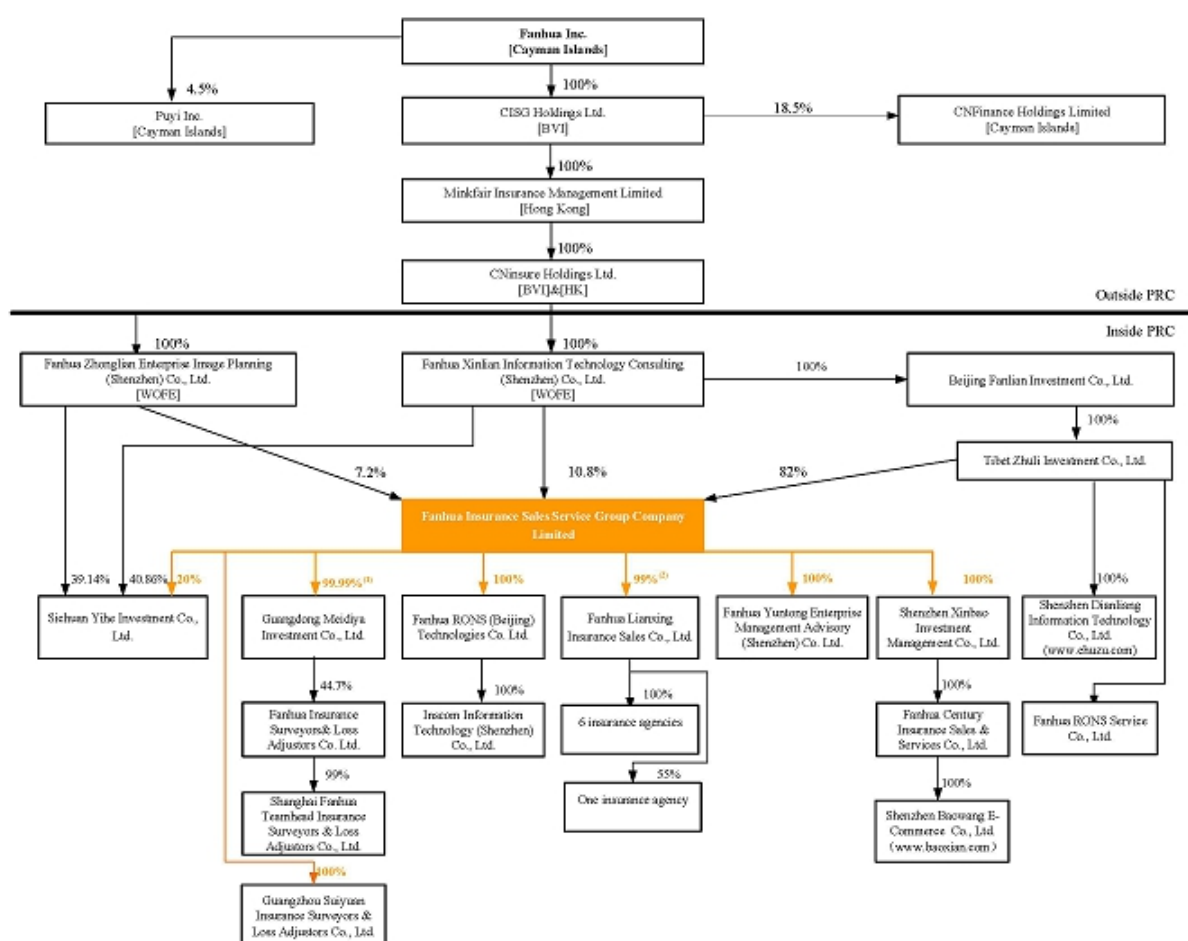 Fanhua Inc.
[Cayman Islands]
4.5%
100%
Puyi Inc.
[Cayman Islands]
CISG Holdings Ltd.
[BVI]
18.5%
CNFinance Holdings Limited
[Cayman Islands]
100%
Minkfair Insurance Management Limited
[Hong Kong]
100%
CNinsure Holdings Ltd.
[BVI]&[HK]
Outside PRC
Inside PRC
100%
100%
Fanhua Zhonglian Enterprise Image Planning
(Shenzhen) Co., Ltd.
[WOFE]
Fanhua Xinlian Information Technology Consulting
(Shenzhen) Co., Ltd.
[WOFE]
100%
Beijing Fanlian Investment Co., Ltd.
100%
Tibet Zhuli Investment Co., Ltd.
7.2%
10.8%
82%
Fanhua Insurance Sales Service Group Company
Limited
39.14%
40.86%
20%
99.99%(1)
100%
99%(2)
100%
100%
100%
Sichuan Yihe Investment Co.,
Ltd.
Guangdong Meidiya
Investment Co., Ltd.
Fanhua RONS (Beijing)
Technologies Co. Ltd.
Fanhua Lianxing
Insurance Sales Co., Ltd.
Fanhua Yuntong Enterprise
Management Advisory
(Shenzhen) Co. Ltd.
Shenzhen Xinbao
Investment
Management Co., Ltd.
Shenzhen Dianliang
Information Technology
Co., Ltd.
(www.ehuzu.com)
44.7%
100%
100%
100%
Fanhua Insurance
Surveyors& Loss
Adjustors Co. Ltd.
Inscom Information
Technology (Shenzhen)
Co., Ltd.
6 insurance agencies
Fanhua Century
Insurance Sales &
Services Co., Ltd.
Fanhua RONS Service
Co., Ltd.
99%
55%
100%
Shanghai Fanhua
Teamhead Insurance
Surveyors & Loss
Adjustors Co., Ltd.
One insurance agency
Shenzhen Baowang E-
Commerce Co., Ltd.
(www.baoxian.com)
100%
Guangzhou Suiyuan
Insurance Surveyors &
Loss Adjustors Co., Ltd.